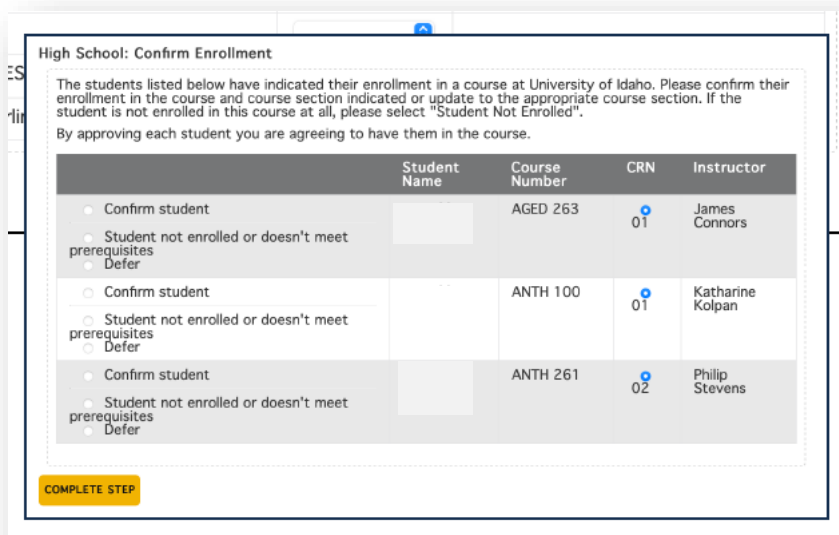 High School: Confirm Enrollment
The students listed below have indicated their enrollment in a course at University of Idaho. Please confirm their
enrollment in the course and course section indicated or update to the appropriate course section. If the
student is not enrolled in this course at all, please select "Student Not Enrolled".
By approving each student you are agreeing to have them in the course.
Student Name Course Number CRN Instructor
Confirm student AGED 263 01 James Connors
Student not enrolled or doesn't meet
prerequisites
Defer
Confirm student ANTH 100 01 Katharine Kolpan
Student not enrolled or doesn't meet
prerequisites
Defer
Confirm student ANTH 261 02 Philip Stevens
Student not enrolled or doesn't meet
prerequisites
Defer
COMPLETE STEP